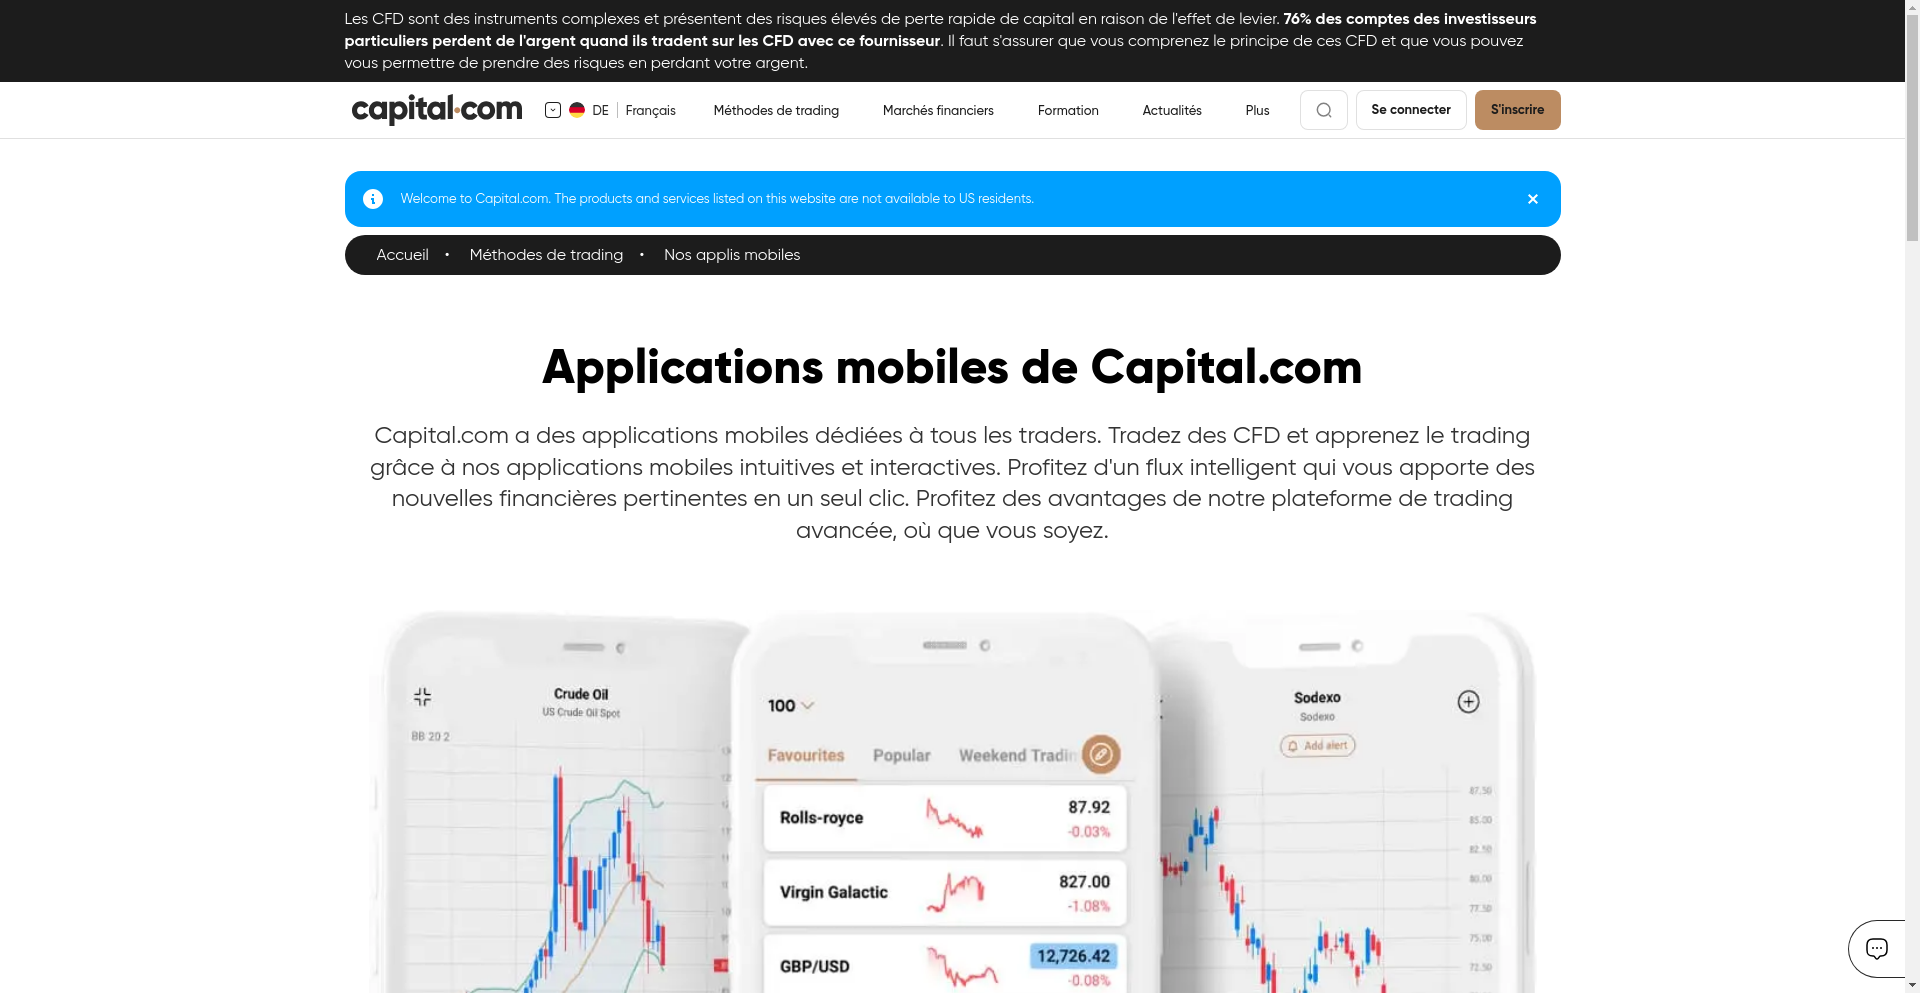 Les CFD sont des instruments complexes et présentent des risques élevés de perte rapide de capital en raison de l'effet de levier. 76% des comptes des investisseurs
particuliers perdent de l'argent quand ils tradent sur les CFD avec ce fournisseur. Il faut s'assurer que vous comprenez le principe de ces CFD et que vous pouvez
vous permettre de prendre des risques en perdant votre argent.
capital.com DE Français Méthodes de trading Marchés financiers Formation Actualités Plus Se connecter S'inscrire
Welcome to Capital.com. The products and services listed on this website are not available to US residents.
Accueil • Méthodes de trading • Nos applis mobiles
Applications mobiles de Capital.com
Capital.com a des applications mobiles dédiées à tous les traders. Tradez des CFD et apprenez le trading
grâce à nos applications mobiles intuitives et interactives. Profitez d'un flux intelligent qui vous apporte des
nouvelles financières pertinentes en un seul clic. Profitez des avantages de notre plateforme de trading
avancée, où que vous soyez.
Crude Oil
US Crude Oil Spot
BB 20 2
100
Favourites Popular Weekend Tradin
Rolls-royce 87.92
-0.03%
Virgin Galactic 827.00
-1.08%
GBP/USD 12,726.42
-0.08%
Sodexo
Sodexo
Add alert
87.50
85.00
82.50
80.00
77.50
75.00
72.50